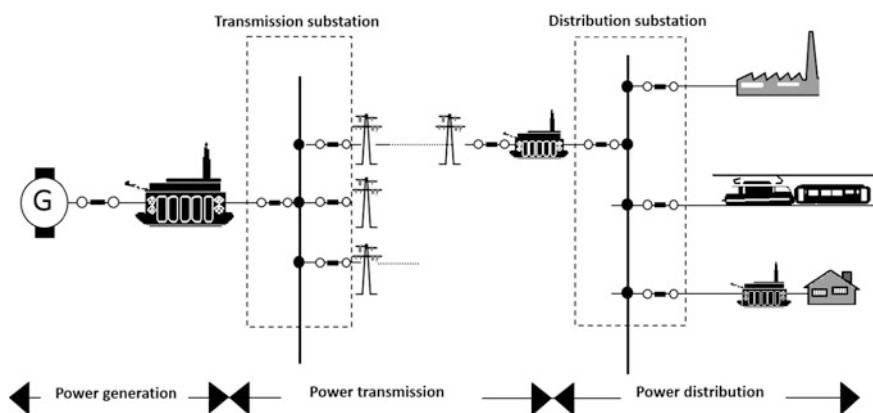 Transmission substation
Distribution substation
G
Power generation
Power transmission
Power distribution